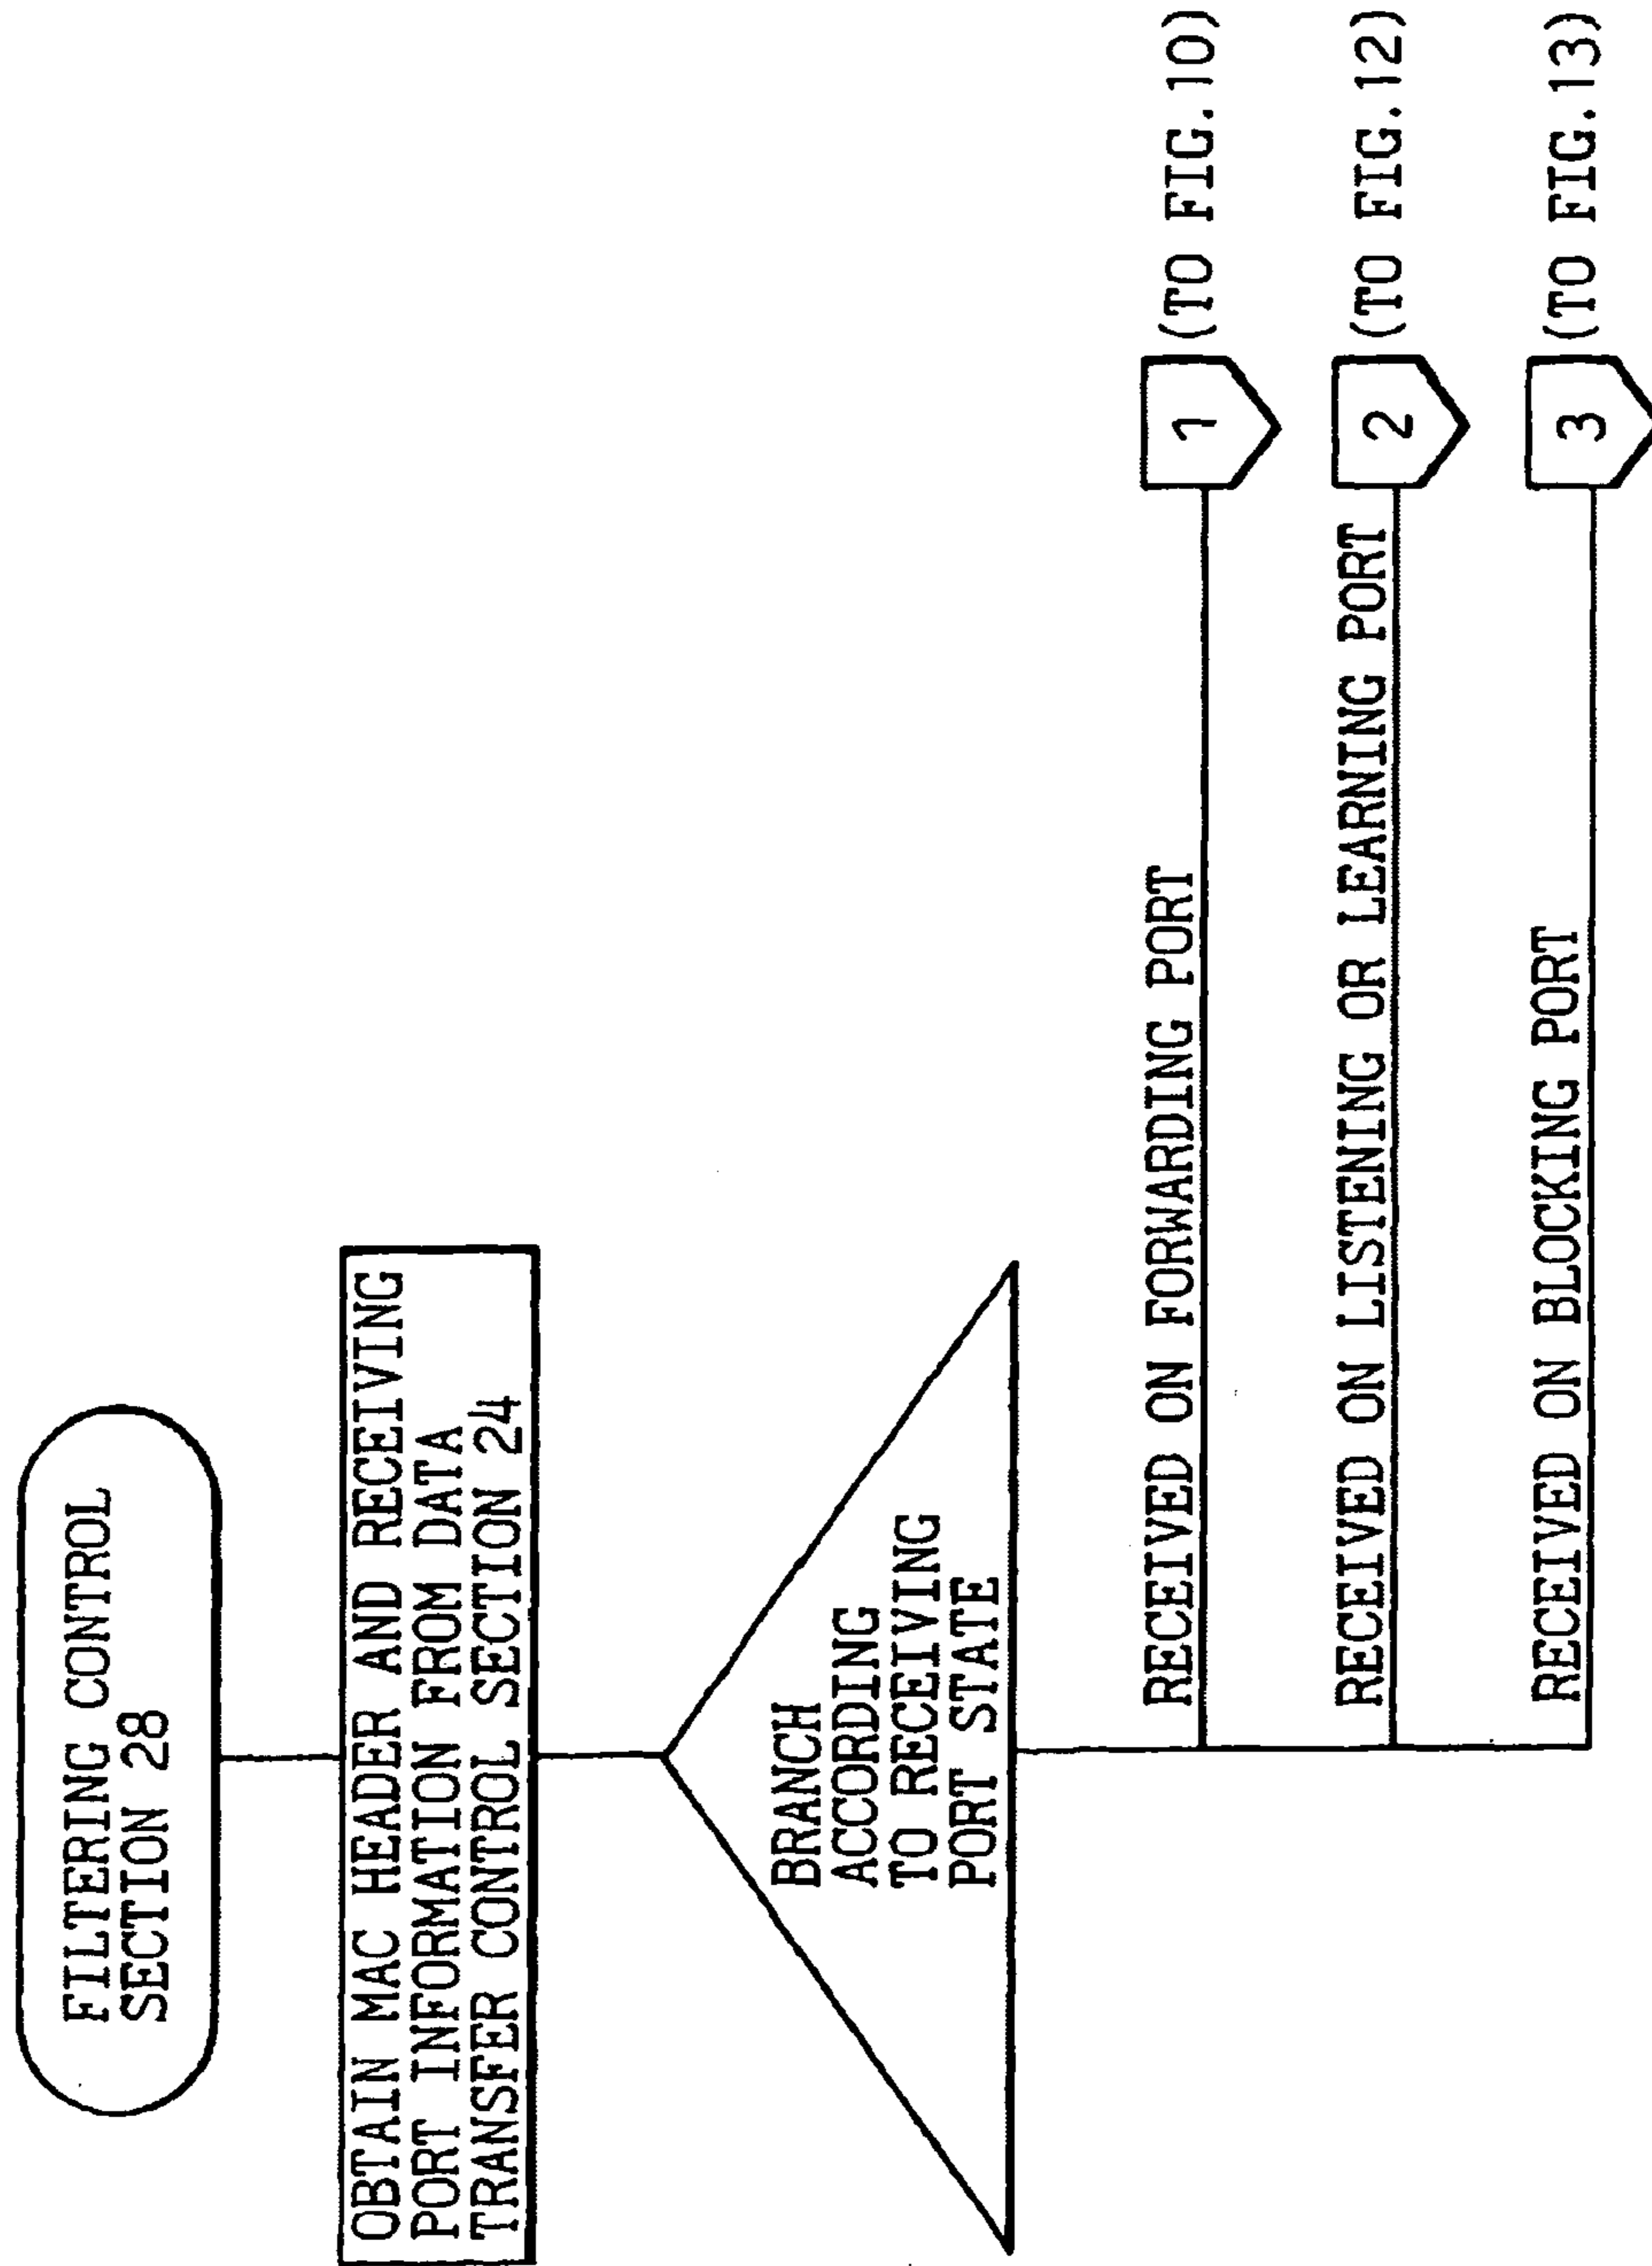 FILTERING CONTROL
SECTION 28
OBTAIN MAC HEADER AND RECEIVING
PORT INFORMATION FROM DATA
TRANSFER CONTROL SECTION 24
BRANCH
ACCORDING
TO RECEIVING
PORT STATE
RECEIVED ON FORWARDING PORT
1 (TO FIG.10)
RECEIVED ON LISTENING OR LEARNING PORT
2 (TO FIG.12)
RECEIVED ON BLOCKING PORT
3 (TO FIG.13)